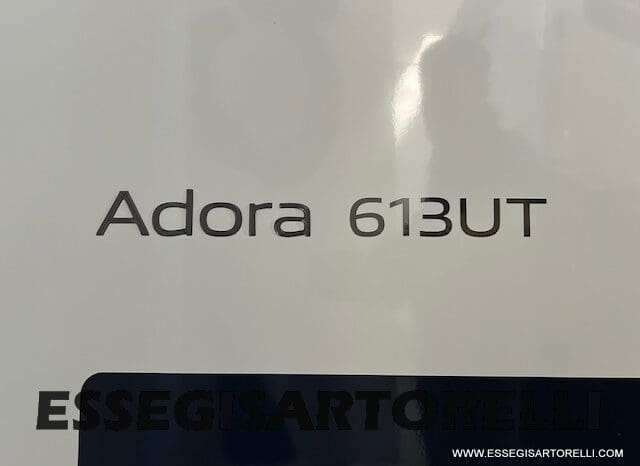 Adora 613UT
ESSEGISARTORELLI
WWW.ESSEGISARTORELLI.COM